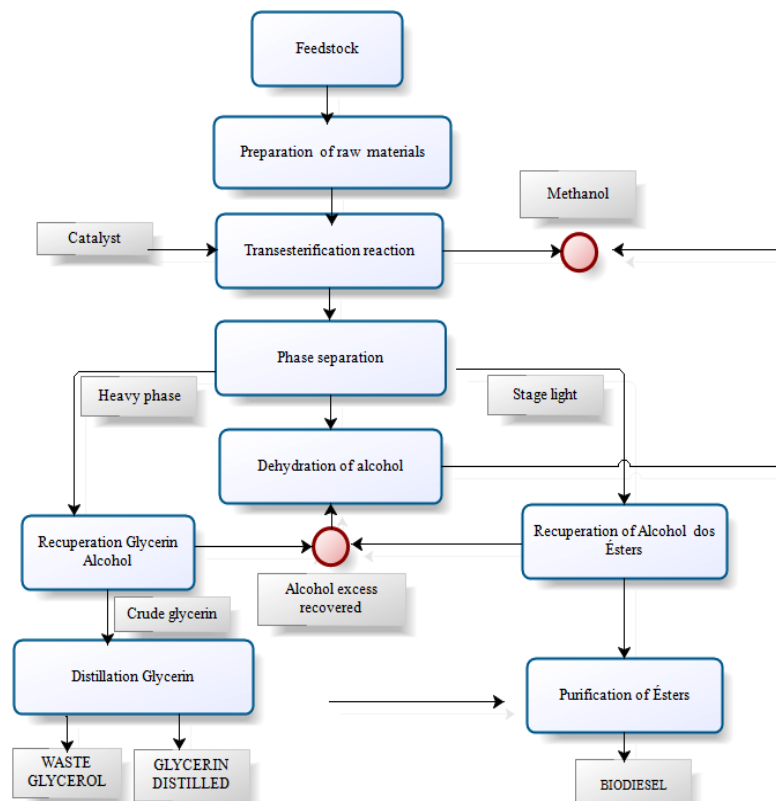 Feedstock
Preparation of raw materials
Methanol
Catalyst
Transesterification reaction
Phase separation
Heavy phase
Stage light
Dehydration of alcohol
Recuperation Glycerin
Alcohol
Recuperation of Alcohol dos
Ésters
Alcohol excess
recovered
Crude glycerin
Distillation Glycerin
Purification of Ésters
WASTE
GLYCEROL
GLYCERIN
DISTILLED
BIODIESEL